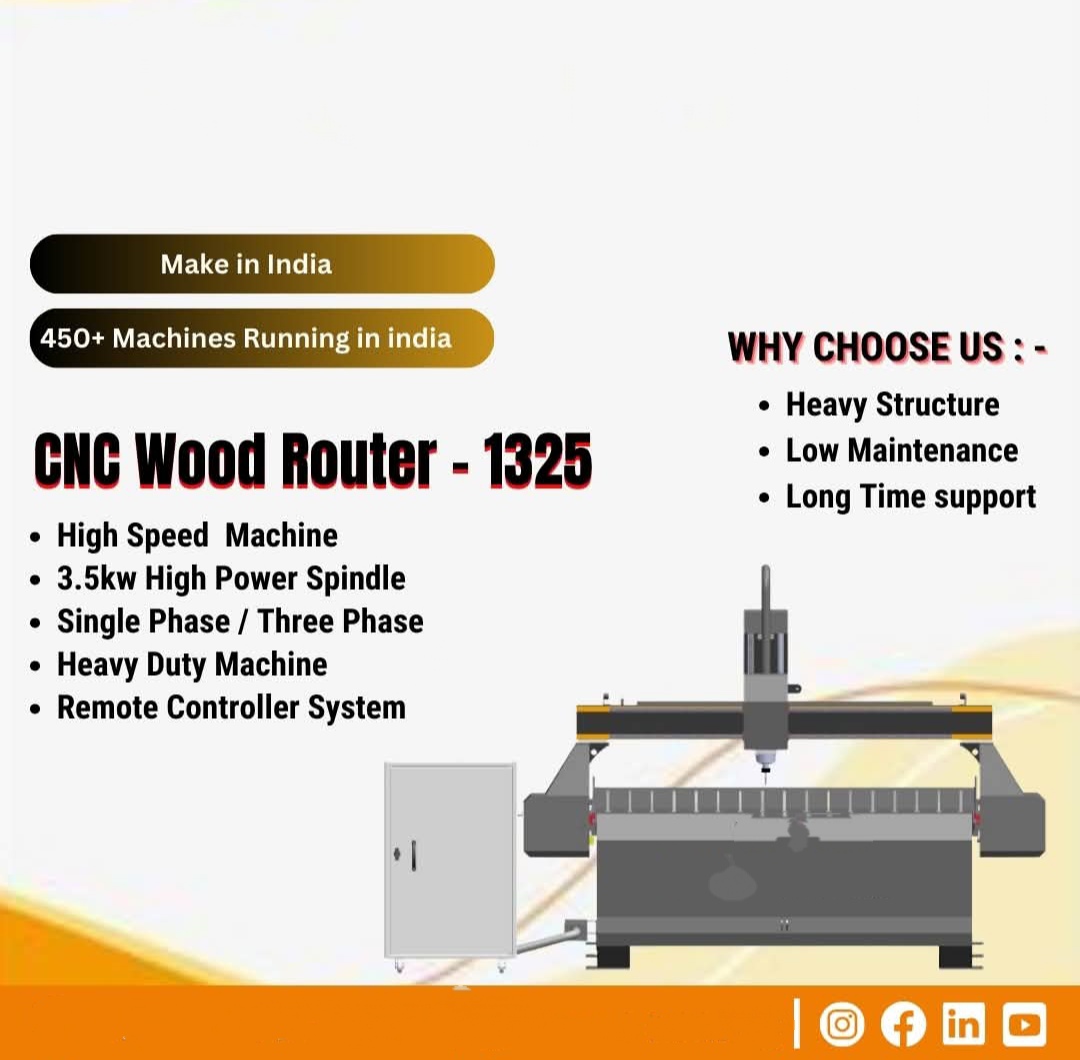 Make in India
450+ Machines Running in india
WHY CHOOSE US : -
• Heavy Structure
• Low Maintenance
• Long Time support
CNC Wood Router - 1325
• High Speed  Machine
• 3.5kw High Power Spindle
• Single Phase / Three Phase
• Heavy Duty Machine
• Remote Controller System